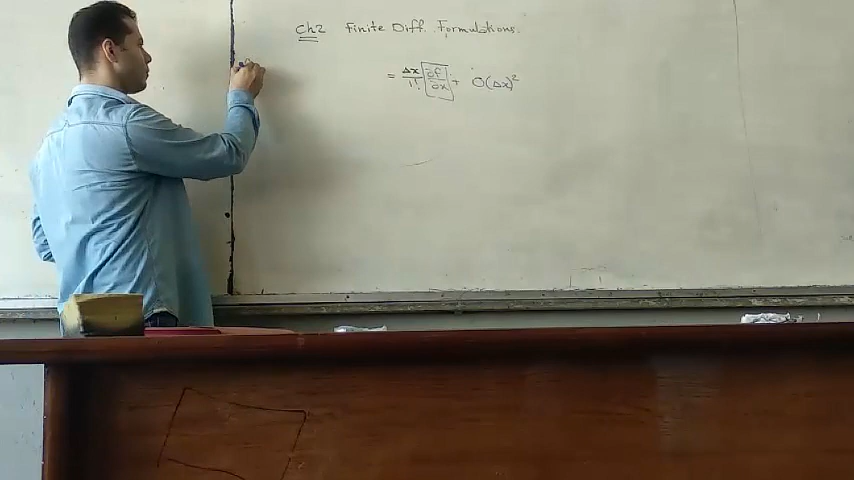 Ch2 Finite Diff. Formulations.
= Δx/1! ∂f/∂x + O(Δx)²